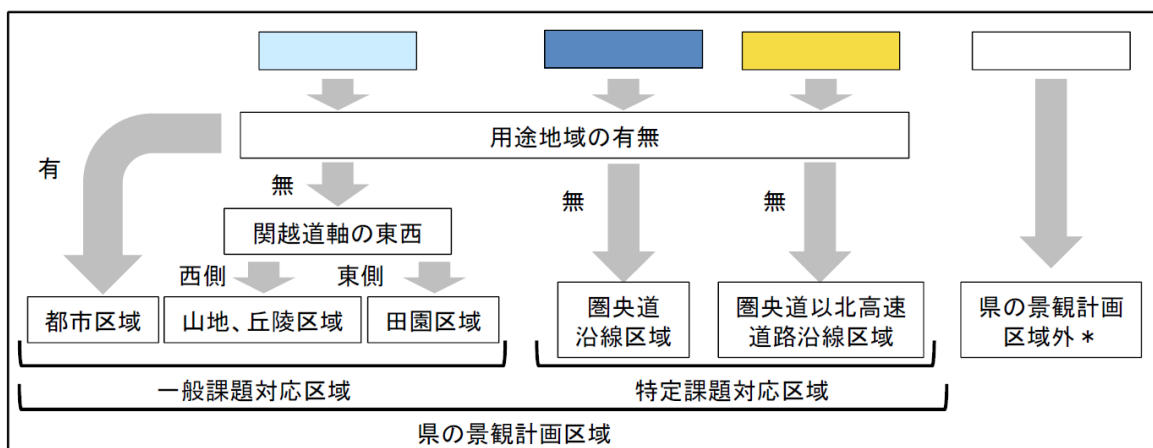 用途地域の有無
有
無
無
無
関越道軸の東西
西側
東側
都市区域
山地、丘陵区域
田園区域
圏央道
沿線区域
圏央道以北高速
道路沿線区域
県の景観計画
区域外＊
一般課題対応区域
特定課題対応区域
県の景観計画区域